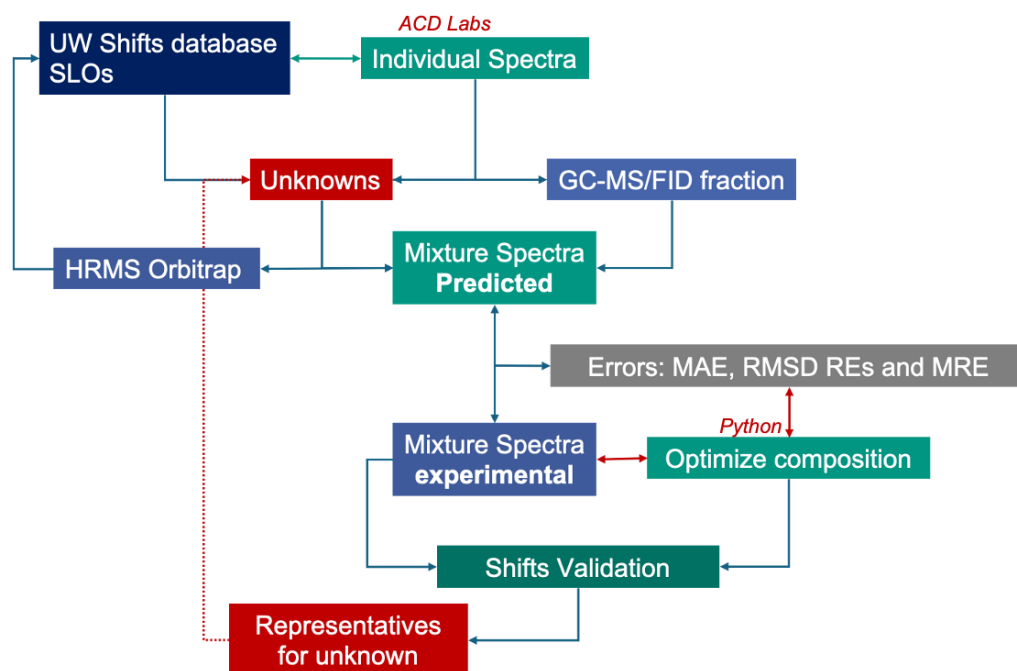 ACD Labs
UW Shifts database
SLOs
Individual Spectra
Unknowns
GC-MS/FID fraction
HRMS Orbitrap
Mixture Spectra
Predicted
Errors: MAE, RMSD REs and MRE
Python
Mixture Spectra
experimental
Optimize composition
Shifts Validation
Representatives
for unknown